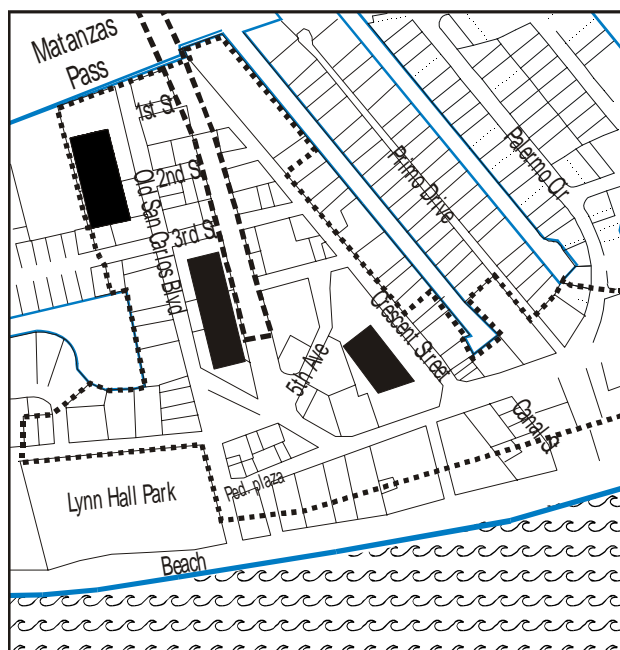 Matanzas
Pass
1st St
2nd St
3rd St
Old San Carlos Blvd
Primo Drive
Palermo Cir
Crescent Street
5th Ave
Canal St
Ped. plaza
Lynn Hall Park
Beach